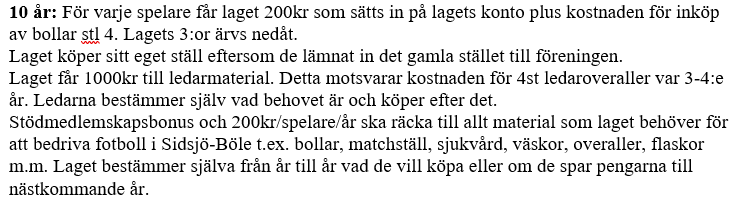 10 år: För varje spelare får laget 200kr som sätts in på lagets konto plus kostnaden för inköp
av bollar stl 4. Lagets 3:or ärvs nedåt.
Laget köper sitt eget ställ eftersom de lämnat in det gamla stället till föreningen.
Laget får 1000kr till ledarmaterial. Detta motsvarar kostnaden för 4st ledaroveraller var 3-4:e
år. Ledarna bestämmer själv vad behovet är och köper efter det.
Stödmedlemskapsbonus och 200kr/spelare/år ska räcka till allt material som laget behöver för
att bedriva fotboll i Sidsjö-Böle t.ex. bollar, matchställ, sjukvård, väskor, overaller, flaskor
m.m. Laget bestämmer själva från år till år vad de vill köpa eller om de spar pengarna till
nästkommande år.